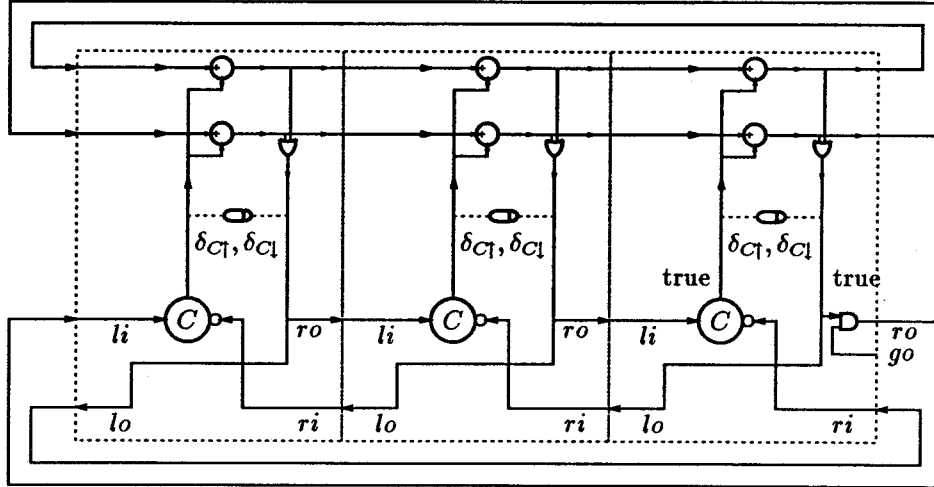 δC↑, δC↓ δC↑, δC↓ δC↑, δC↓
true true
C C C
li ro li ro li ro
go
lo ri lo ri lo ri